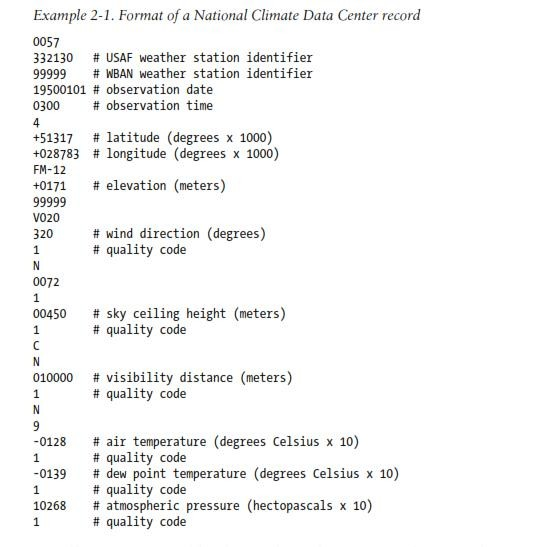 Example 2-1. Format of a National Climate Data Center record
0057
332130 # USAF weather station identifier
99999 # WBAN weather station identifier
19500101 # observation date
0300 # observation time
4
+51317 # latitude (degrees x 1000)
+028783 # longitude (degrees x 1000)
FM-12
+0171 # elevation (meters)
99999
V020
320 # wind direction (degrees)
1 # quality code
N
0072
1
00450 # sky ceiling height (meters)
1 # quality code
C
N
010000 # visibility distance (meters)
1 # quality code
N
9
-0128 # air temperature (degrees Celsius x 10)
1 # quality code
-0139 # dew point temperature (degrees Celsius x 10)
1 # quality code
10268 # atmospheric pressure (hectopascals x 10)
1 # quality code